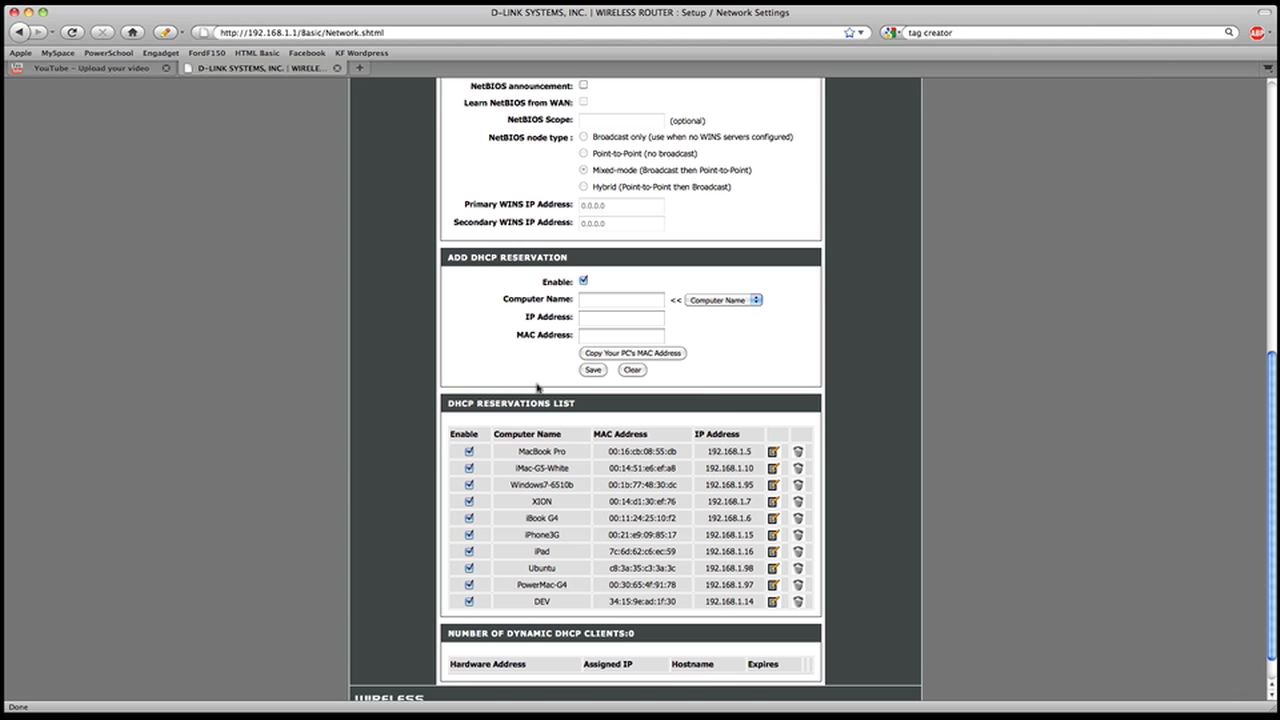 D-LINK SYSTEMS, INC. | WIRELESS ROUTER : Setup / Network Settings
http://192.168.1.1/Basic/Network.shtml
tag creator
ABP
Apple MySpace PowerSchool Engadget FordF150 HTML Basic Facebook KF Wordpress
YouTube - Upload your video
D-LINK SYSTEMS, INC. | WIRELE...
NetBIOS announcement:
Learn NetBIOS from WAN:
NetBIOS Scope: (optional)
NetBIOS node type : Broadcast only (use when no WINS servers configured)
Point-to-Point (no broadcast)
Mixed-mode (Broadcast then Point-to-Point)
Hybrid (Point-to-Point then Broadcast)
Primary WINS IP Address: 0.0.0.0
Secondary WINS IP Address: 0.0.0.0
ADD DHCP RESERVATION
Enable:
Computer Name: << Computer Name
IP Address:
MAC Address:
Copy Your PC's MAC Address
Save Clear
DHCP RESERVATIONS LIST
Enable Computer Name MAC Address IP Address
MacBook Pro 00:16:cb:08:55:db 192.168.1.5
iMac-G5-White 00:14:51:e6:ef:a8 192.168.1.10
Windows7-6510b 00:1b:77:48:30:dc 192.168.1.95
XION 00:14:d1:30:ef:76 192.168.1.7
iBook G4 00:11:24:25:10:f2 192.168.1.6
iPhone3G 00:21:e9:09:85:17 192.168.1.15
iPad 7c:6d:62:c6:ec:59 192.168.1.16
Ubuntu c8:3a:35:c3:3a:3c 192.168.1.98
PowerMac-G4 00:30:65:4f:91:78 192.168.1.97
DEV 34:15:9e:ad:1f:30 192.168.1.14
NUMBER OF DYNAMIC DHCP CLIENTS:0
Hardware Address Assigned IP Hostname Expires
WIRELESS
Done